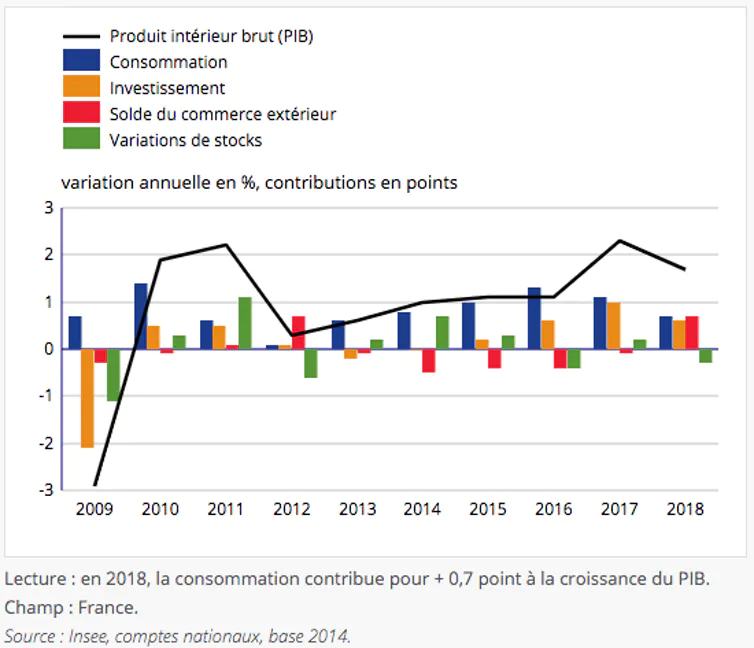 Produit intérieur brut (PIB)
Consommation
Investissement
Solde du commerce extérieur
Variations de stocks
variation annuelle en %, contributions en points
3
2
1
0
-1
-2
-3
2009 2010 2011 2012 2013 2014 2015 2016 2017 2018
Lecture : en 2018, la consommation contribue pour + 0,7 point à la croissance du PIB.
Champ : France.
Source : Insee, comptes nationaux, base 2014.